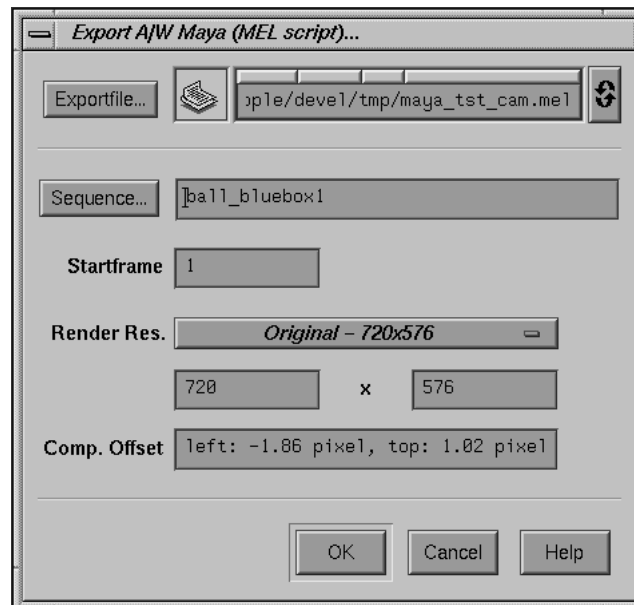 Export A/W Maya (MEL script)...
Exportfile...
ople/devel/tmp/maya_tst_cam.mel
Sequence...
ball_bluebox1
Startframe 1
Render Res. Original – 720x576
720 x 576
Comp. Offset left: -1.86 pixel, top: 1.02 pixel
OK Cancel Help